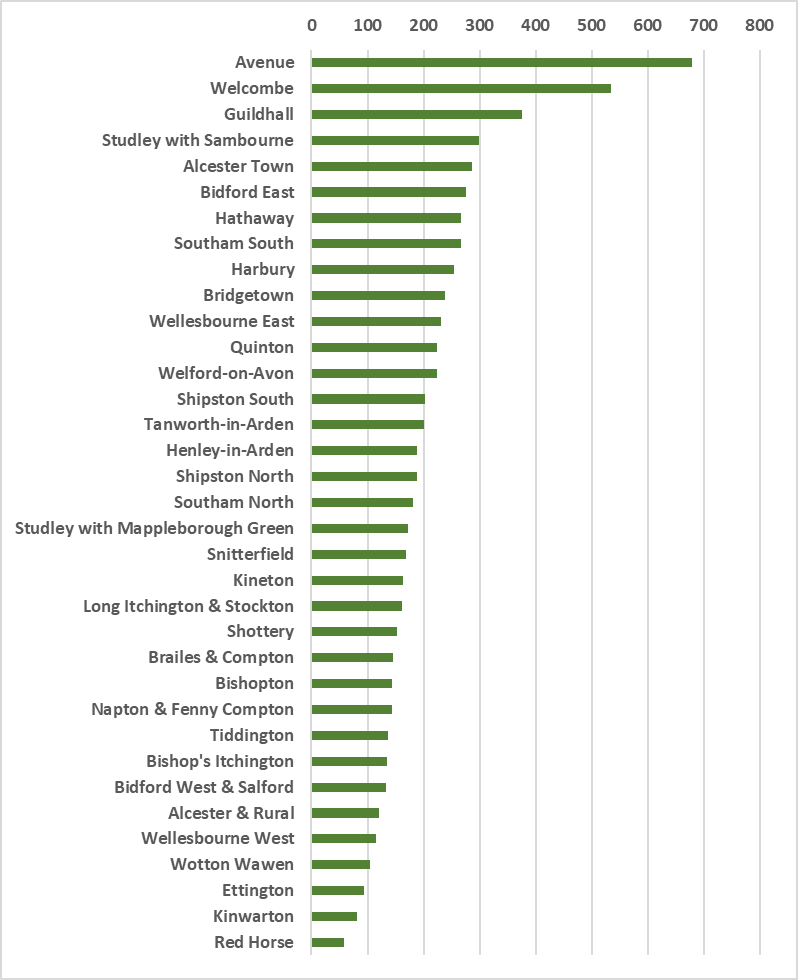 0 100 200 300 400 500 600 700 800
Avenue
Welcombe
Guildhall
Studley with Sambourne
Alcester Town
Bidford East
Hathaway
Southam South
Harbury
Bridgetown
Wellesbourne East
Quinton
Welford-on-Avon
Shipston South
Tanworth-in-Arden
Henley-in-Arden
Shipston North
Southam North
Studley with Mappleborough Green
Snitterfield
Kineton
Long Itchington & Stockton
Shottery
Brailes & Compton
Bishopton
Napton & Fenny Compton
Tiddington
Bishop's Itchington
Bidford West & Salford
Alcester & Rural
Wellesbourne West
Wotton Wawen
Ettington
Kinwarton
Red Horse